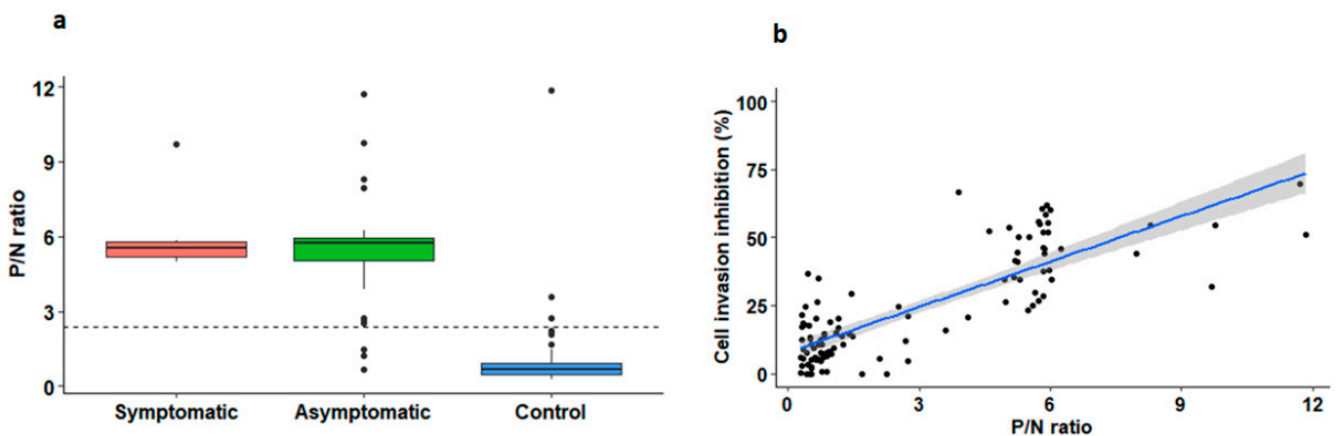 a
P/N ratio
12
9
6
3
0
Symptomatic Asymptomatic Control
b
Cell invasion inhibition (%)
100
75
50
25
0
0 3 6 9 12
P/N ratio